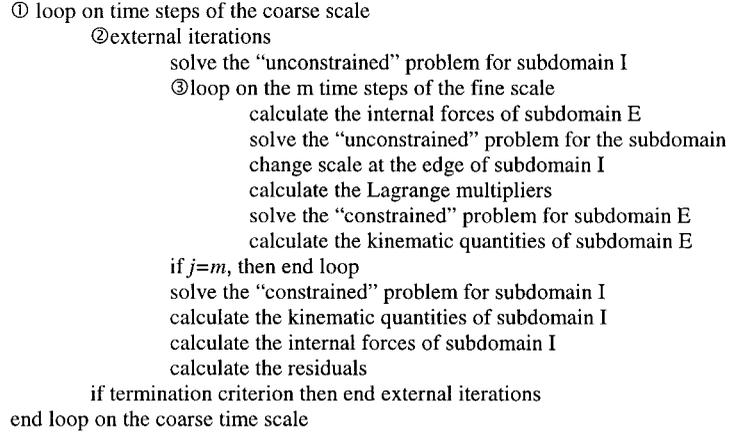 ① loop on time steps of the coarse scale
②external iterations
solve the “unconstrained” problem for subdomain I
③loop on the m time steps of the fine scale
calculate the internal forces of subdomain E
solve the “unconstrained” problem for the subdomain
change scale at the edge of subdomain I
calculate the Lagrange multipliers
solve the “constrained” problem for subdomain E
calculate the kinematic quantities of subdomain E
if j=m, then end loop
solve the “constrained” problem for subdomain I
calculate the kinematic quantities of subdomain I
calculate the internal forces of subdomain I
calculate the residuals
if termination criterion then end external iterations
end loop on the coarse time scale